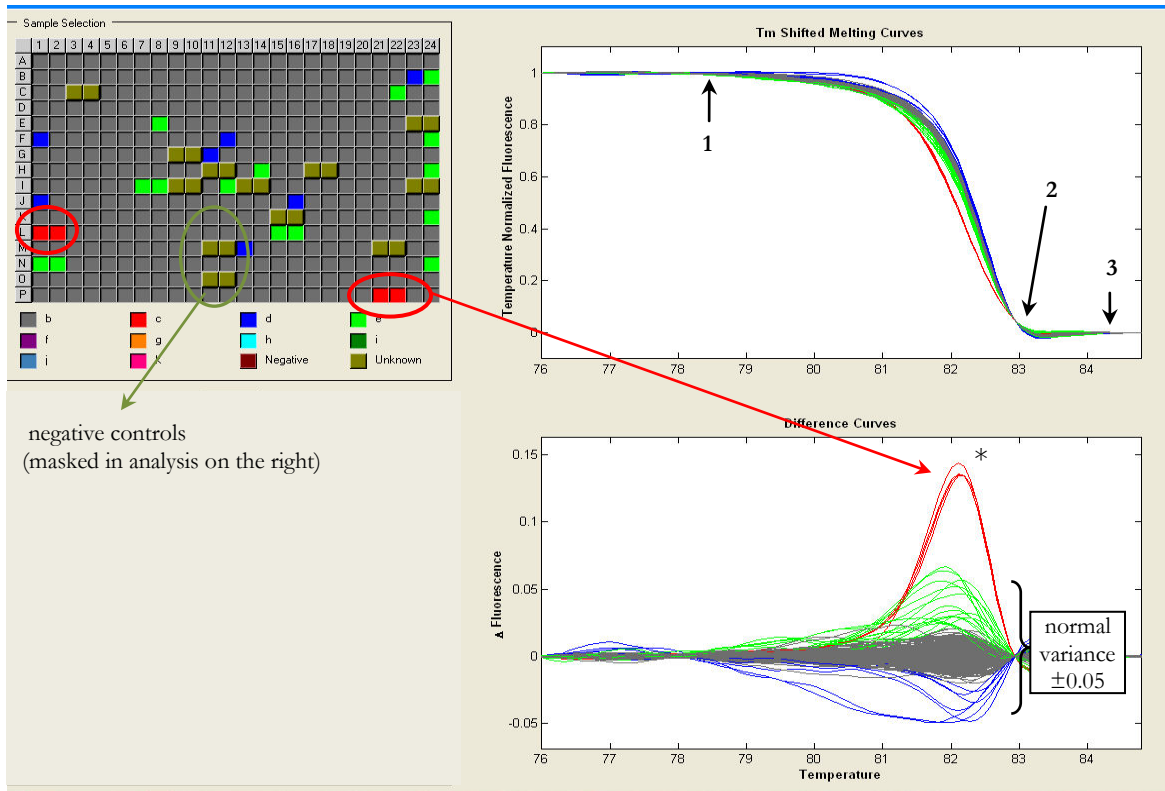 Sample Selection
1 2 3 4 5 6 7 8 9 10 11 12 13 14 15 16 17 18 19 20 21 22 23 24
A
B
C
D
E
F
G
H
I
J
K
L
M
N
O
P
b c d e
f g h i
j k Negative Unknown
negative controls
(masked in analysis on the right)
Tm Shifted Melting Curves
Temperature Normalized Fluorescence
1
0.8
0.6
0.4
0.2
0
1
2
3
76 77 78 79 80 81 82 83 84
Difference Curves
Δ Fluorescence
0.15
0.1
0.05
0
-0.05
*
normal
variance
±0.05
76 77 78 79 80 81 82 83 84
Temperature